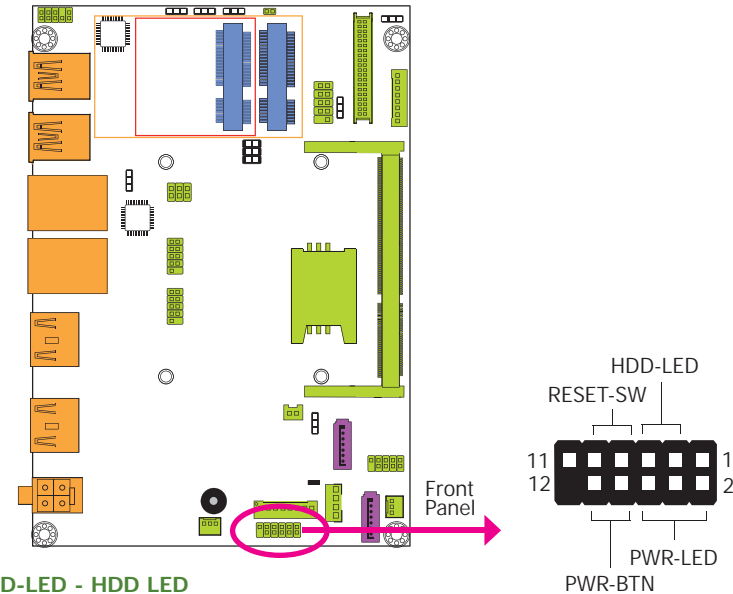 HDD-LED
RESET-SW
11 1
12 2
Front
Panel
PWR-LED
PWR-BTN
D-LED - HDD LED